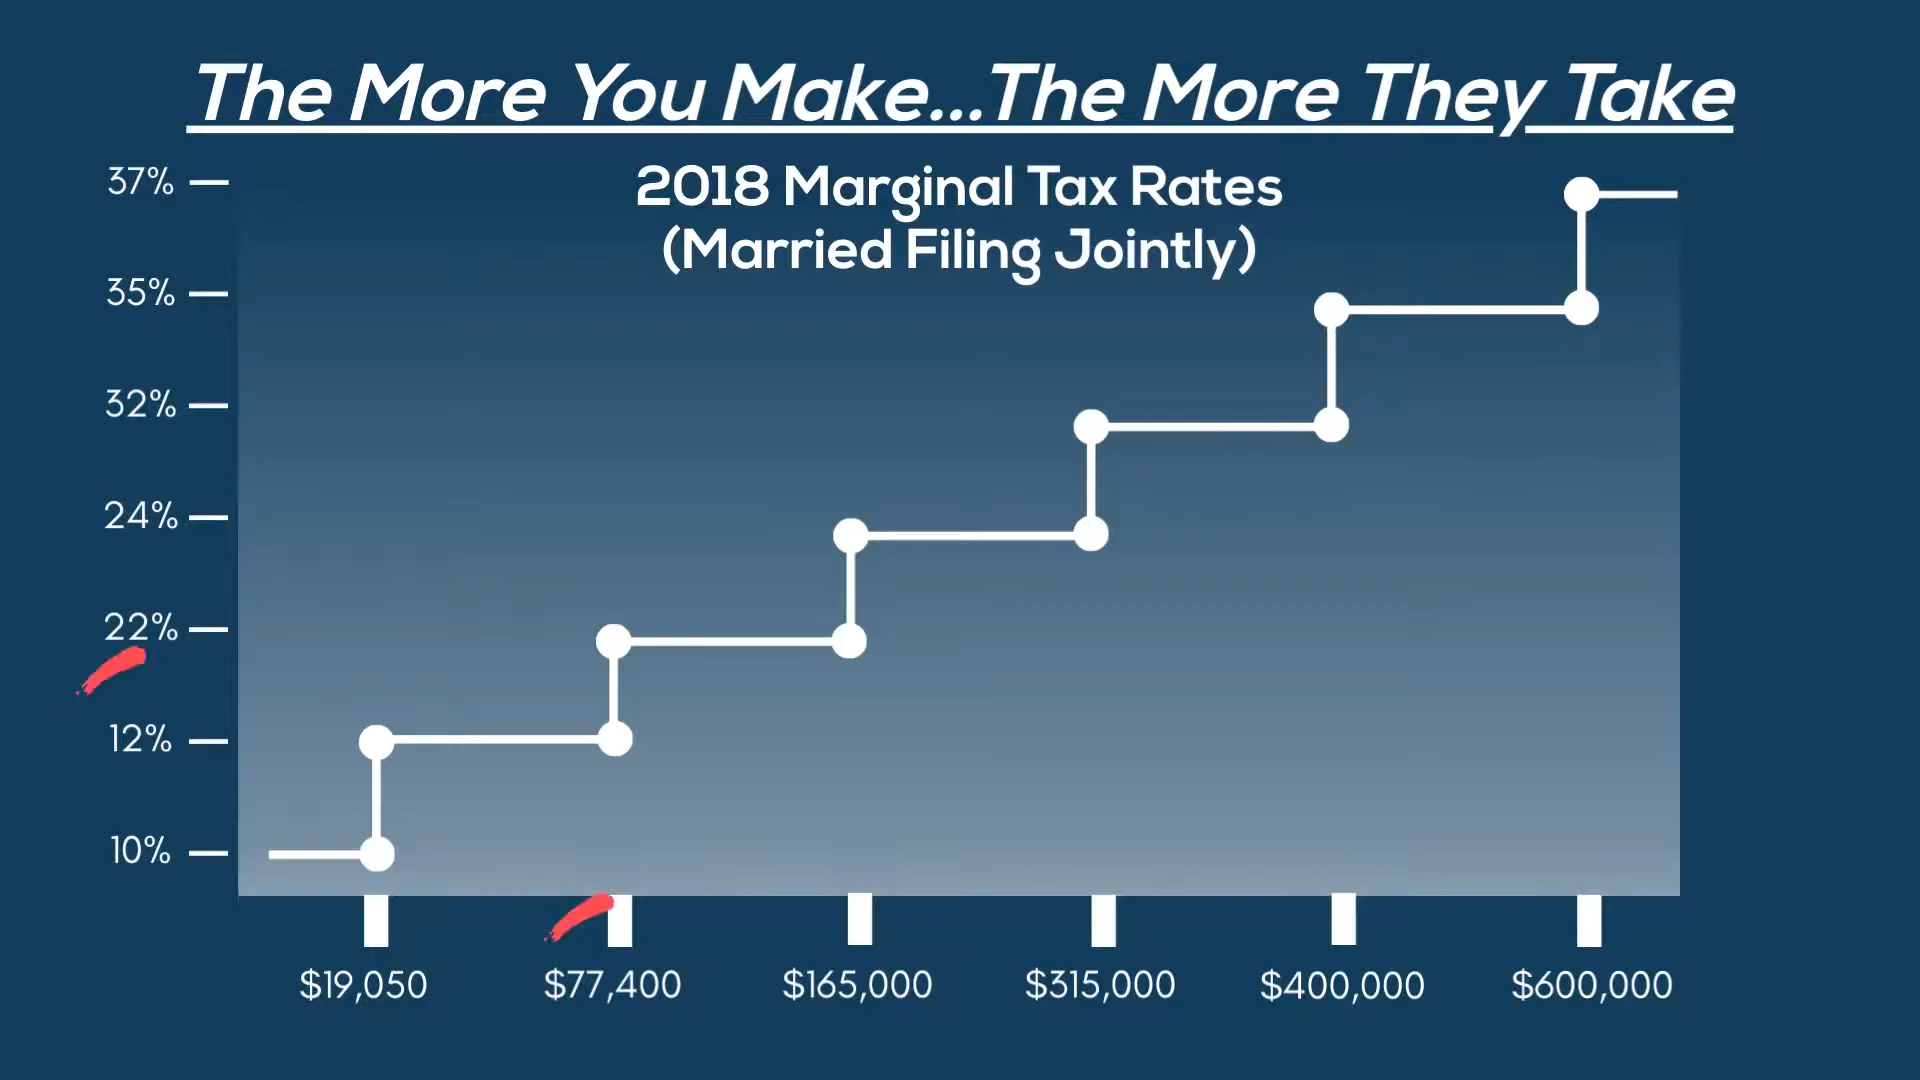 The More You Make...The More They Take
2018 Marginal Tax Rates
(Married Filing Jointly)
37%
35%
32%
24%
22%
12%
10%
$19,050 $77,400 $165,000 $315,000 $400,000 $600,000